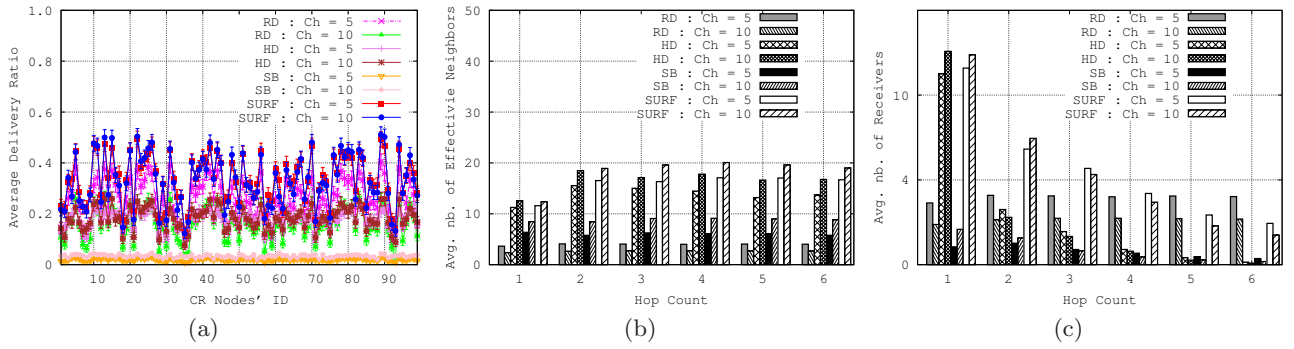 Average Delivery Ratio
1.0
0.8
0.6
0.4
0.2
0
RD : Ch = 5
RD : Ch = 10
HD : Ch = 5
HD : Ch = 10
SB : Ch = 5
SB : Ch = 10
SURF : Ch = 5
SURF : Ch = 10
10 20 30 40 50 60 70 80 90
CR Nodes' ID
(a)
Avg. nb. of Effectivie Neighbors
50
40
30
20
10
0
RD : Ch = 5
RD : Ch = 10
HD : Ch = 5
HD : Ch = 10
SB : Ch = 5
SB : Ch = 10
SURF : Ch = 5
SURF : Ch = 10
1 2 3 4 5 6
Hop Count
(b)
Avg. nb. of Receivers
10
4
0
RD : Ch = 5
RD : Ch = 10
HD : Ch = 5
HD : Ch = 10
SB : Ch = 5
SB : Ch = 10
SURF : Ch = 5
SURF : Ch = 10
1 2 3 4 5 6
Hop Count
(c)